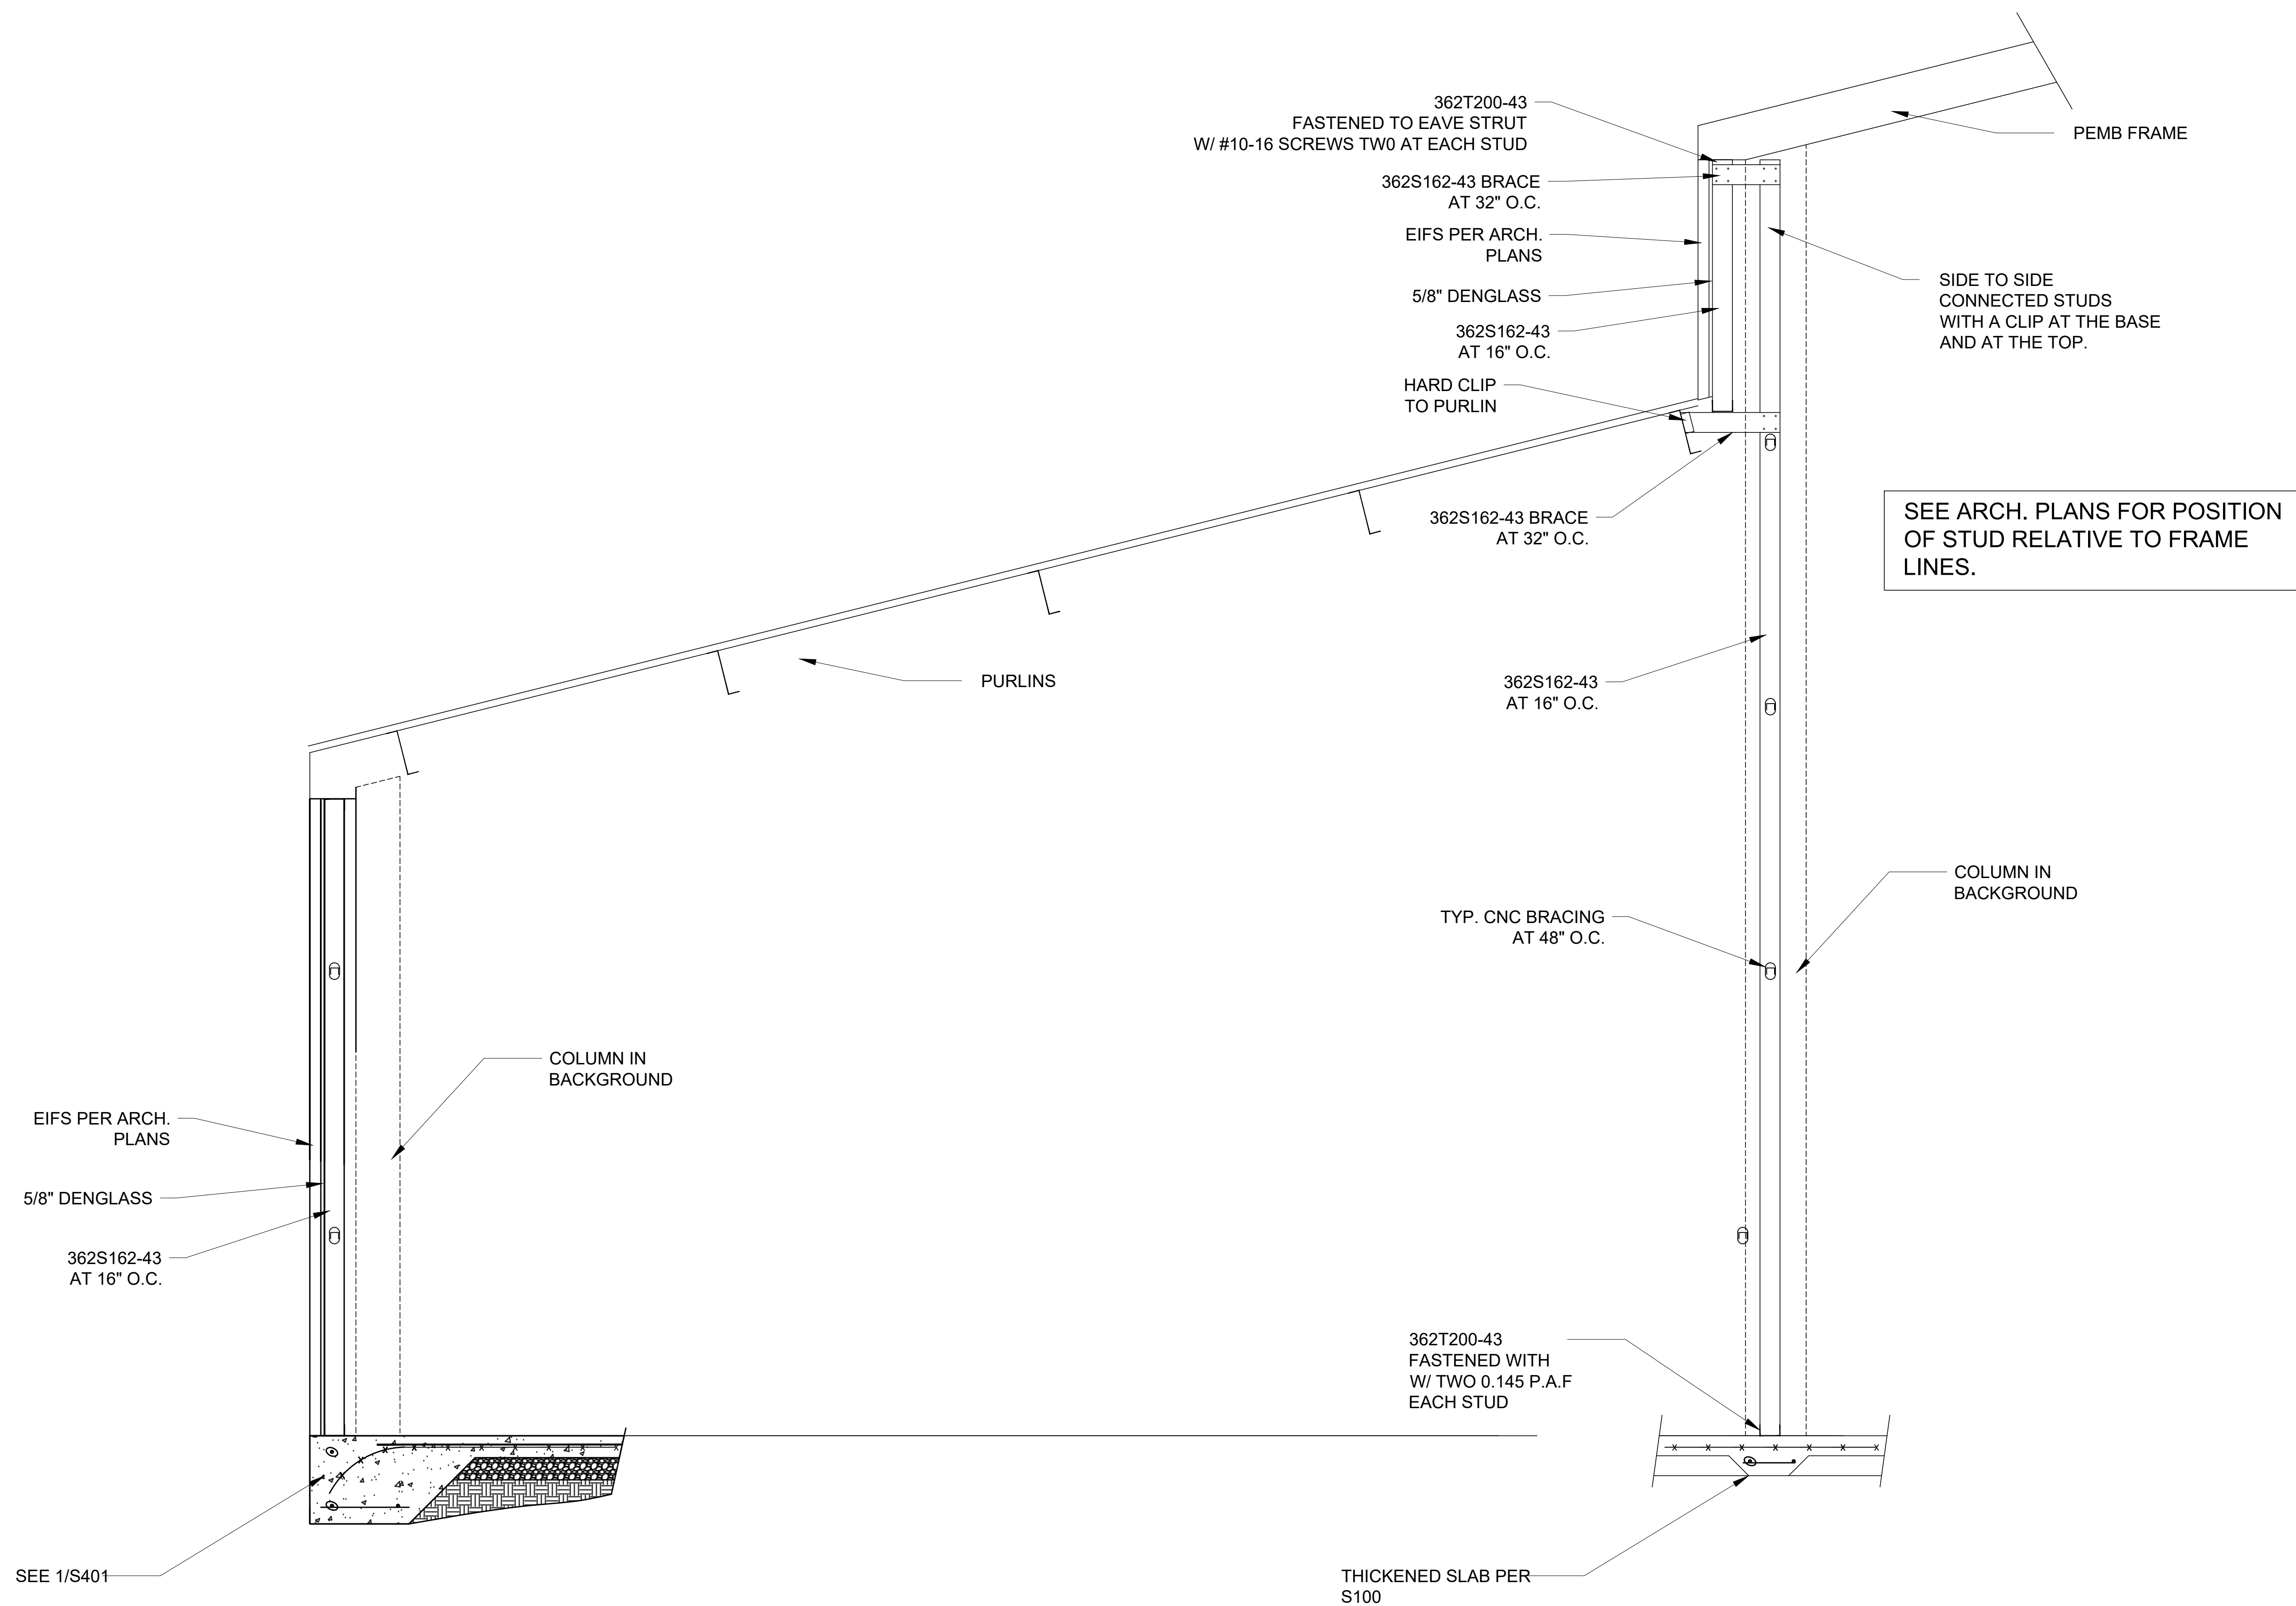 362T200-43
FASTENED TO EAVE STRUT
W/ #10-16 SCREWS TW0 AT EACH STUD
PEMB FRAME
362S162-43 BRACE
AT 32" O.C.
EIFS PER ARCH.
PLANS
5/8" DENGLASS
362S162-43
AT 16" O.C.
HARD CLIP
TO PURLIN
SIDE TO SIDE
CONNECTED STUDS
WITH A CLIP AT THE BASE
AND AT THE TOP.
362S162-43 BRACE
AT 32" O.C.
SEE ARCH. PLANS FOR POSITION
OF STUD RELATIVE TO FRAME
LINES.
PURLINS
362S162-43
AT 16" O.C.
TYP. CNC BRACING
AT 48" O.C.
COLUMN IN
BACKGROUND
COLUMN IN
BACKGROUND
EIFS PER ARCH.
PLANS
5/8" DENGLASS
362S162-43
AT 16" O.C.
362T200-43
FASTENED WITH
W/ TWO 0.145 P.A.F
EACH STUD
SEE 1/S401
THICKENED SLAB PER
S100